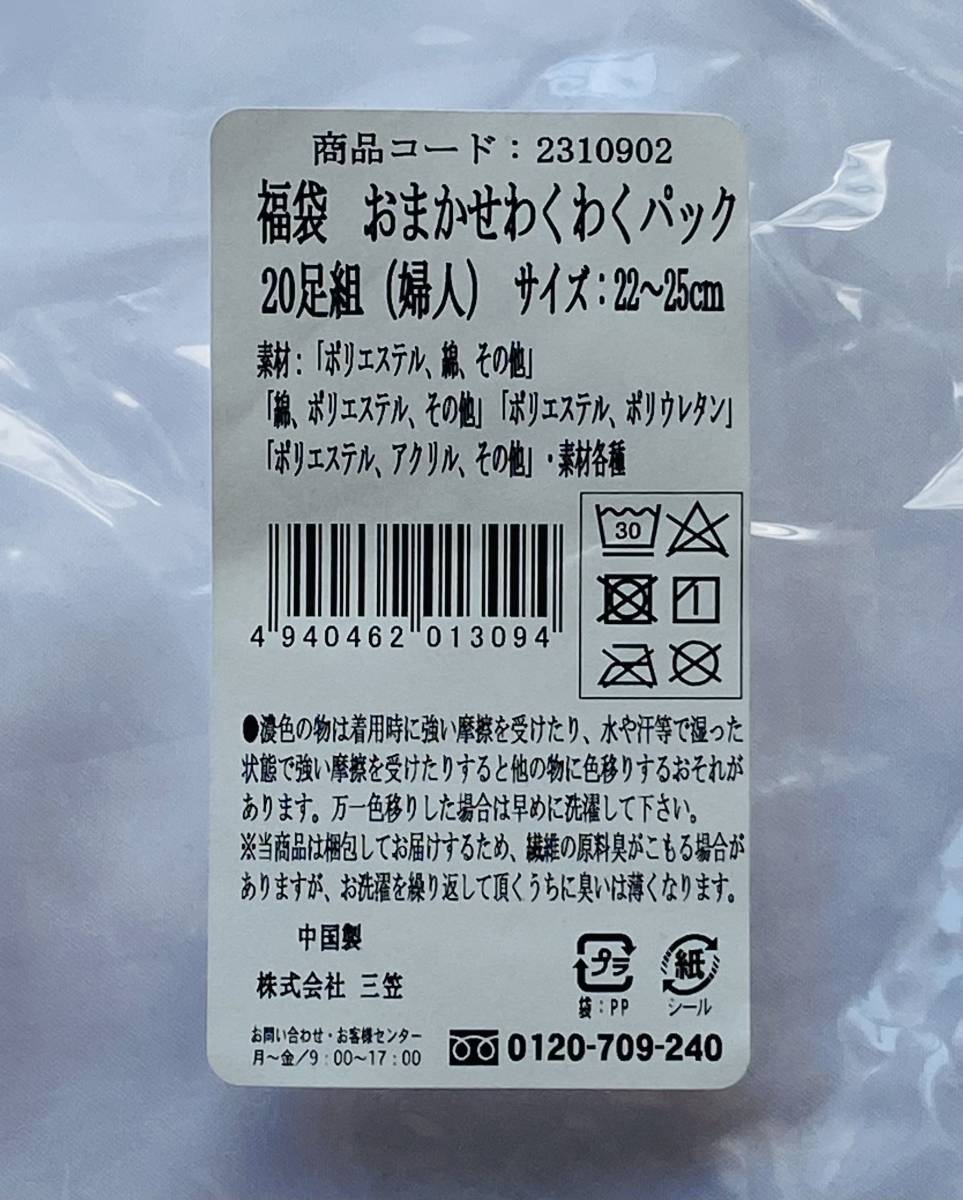 商品コード：2310902
福袋　おまかせわくわくパック
20足組（婦人）　サイズ：22〜25cm
素材：「ポリエステル、綿、その他」
「綿、ポリエステル、その他」「ポリエステル、ポリウレタン」
「ポリエステル、アクリル、その他」・素材各種
30
4 940462 013094
●濃色の物は着用時に強い摩擦を受けたり、水や汗等で湿った
状態で強い摩擦を受けたりすると他の物に色移りするおそれが
あります。万一色移りした場合は早めに洗濯して下さい。
※当商品は梱包してお届けするため、繊維の原料臭がこもる場合が
ありますが、お洗濯を繰り返して頂くうちに臭いは薄くなります。
中国製
株式会社 三笠
プラ
袋：PP
紙
シール
お問い合わせ・お客様センター
月〜金／9：00〜17：00
0120-709-240